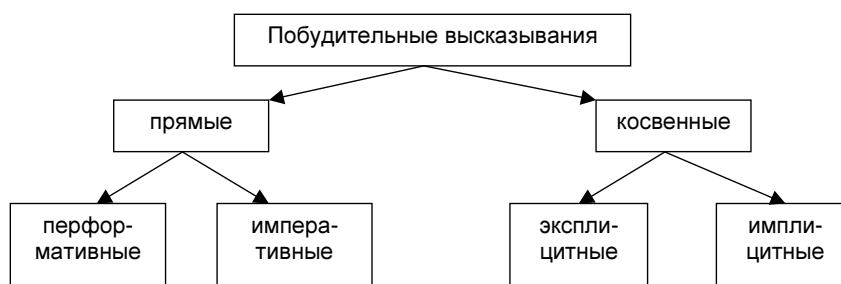 Побудительные высказывания
прямые
косвенные
перфор-
мативные
импера-
тивные
экспли-
цитные
импли-
цитные